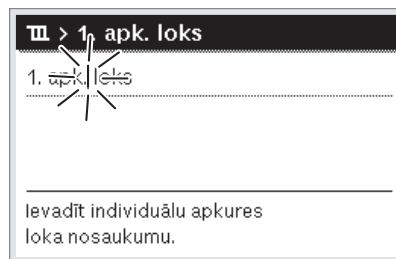 > 1. apk. loks
1. apk. loks
Ievadīt individuālu apkures
loka nosaukumu.